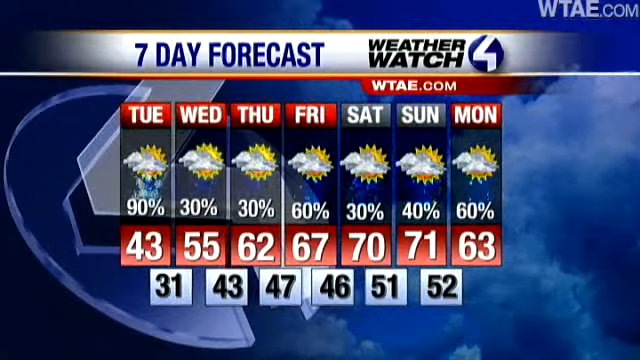 WTAE.COM
7 DAY FORECAST
WEATHER WATCH 4
WTAE.COM
TUE WED THU FRI SAT SUN MON
90% 30% 30% 60% 30% 40% 60%
43 55 62 67 70 71 63
31 43 47 46 51 52